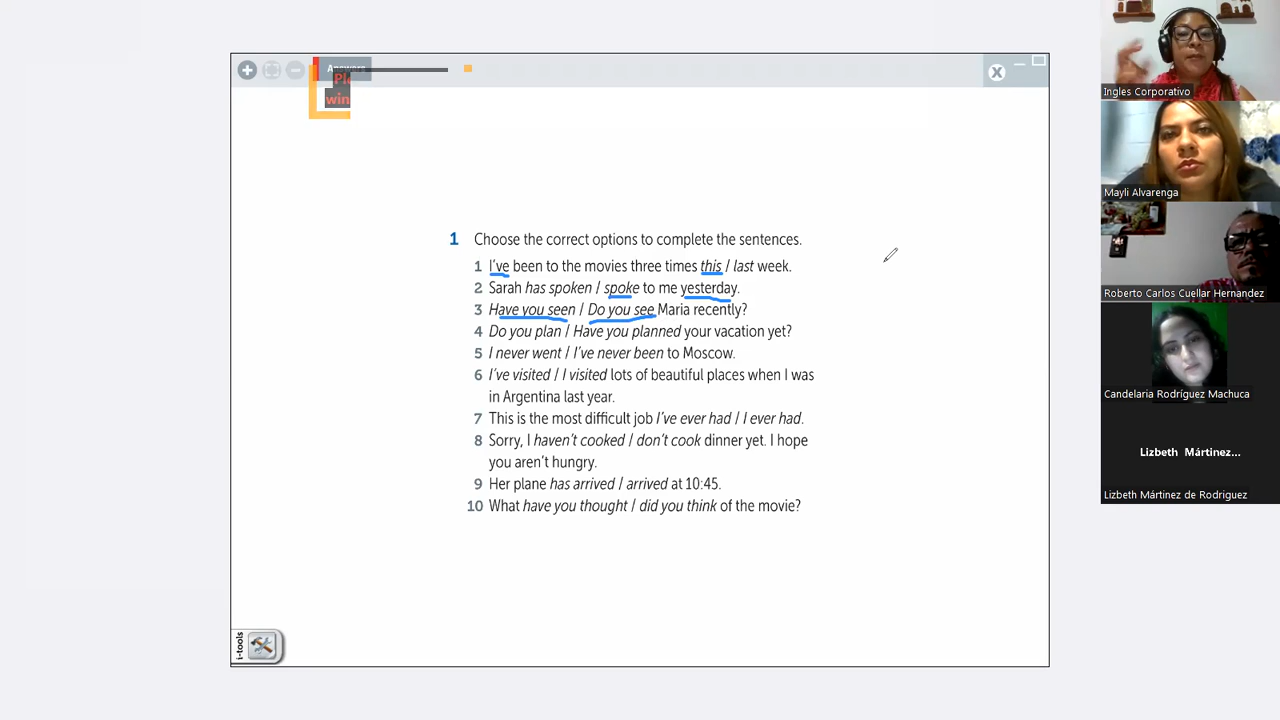 Answers
Ple
win
1 Choose the correct options to complete the sentences.
1 I've been to the movies three times this / last week.
2 Sarah has spoken / spoke to me yesterday.
3 Have you seen / Do you see Maria recently?
4 Do you plan / Have you planned your vacation yet?
5 I never went / I've never been to Moscow.
6 I've visited / I visited lots of beautiful places when I was
in Argentina last year.
7 This is the most difficult job I've ever had / I ever had.
8 Sorry, I haven't cooked / don't cook dinner yet. I hope
you aren't hungry.
9 Her plane has arrived / arrived at 10:45.
10 What have you thought / did you think of the movie?
i-tools
Ingles Corporativo
Mayli Alvarenga
Roberto Carlos Cuellar Hernandez
Candelaria Rodríguez Machuca
Lizbeth Mártinez...
Lizbeth Mártinez de Rodriguez